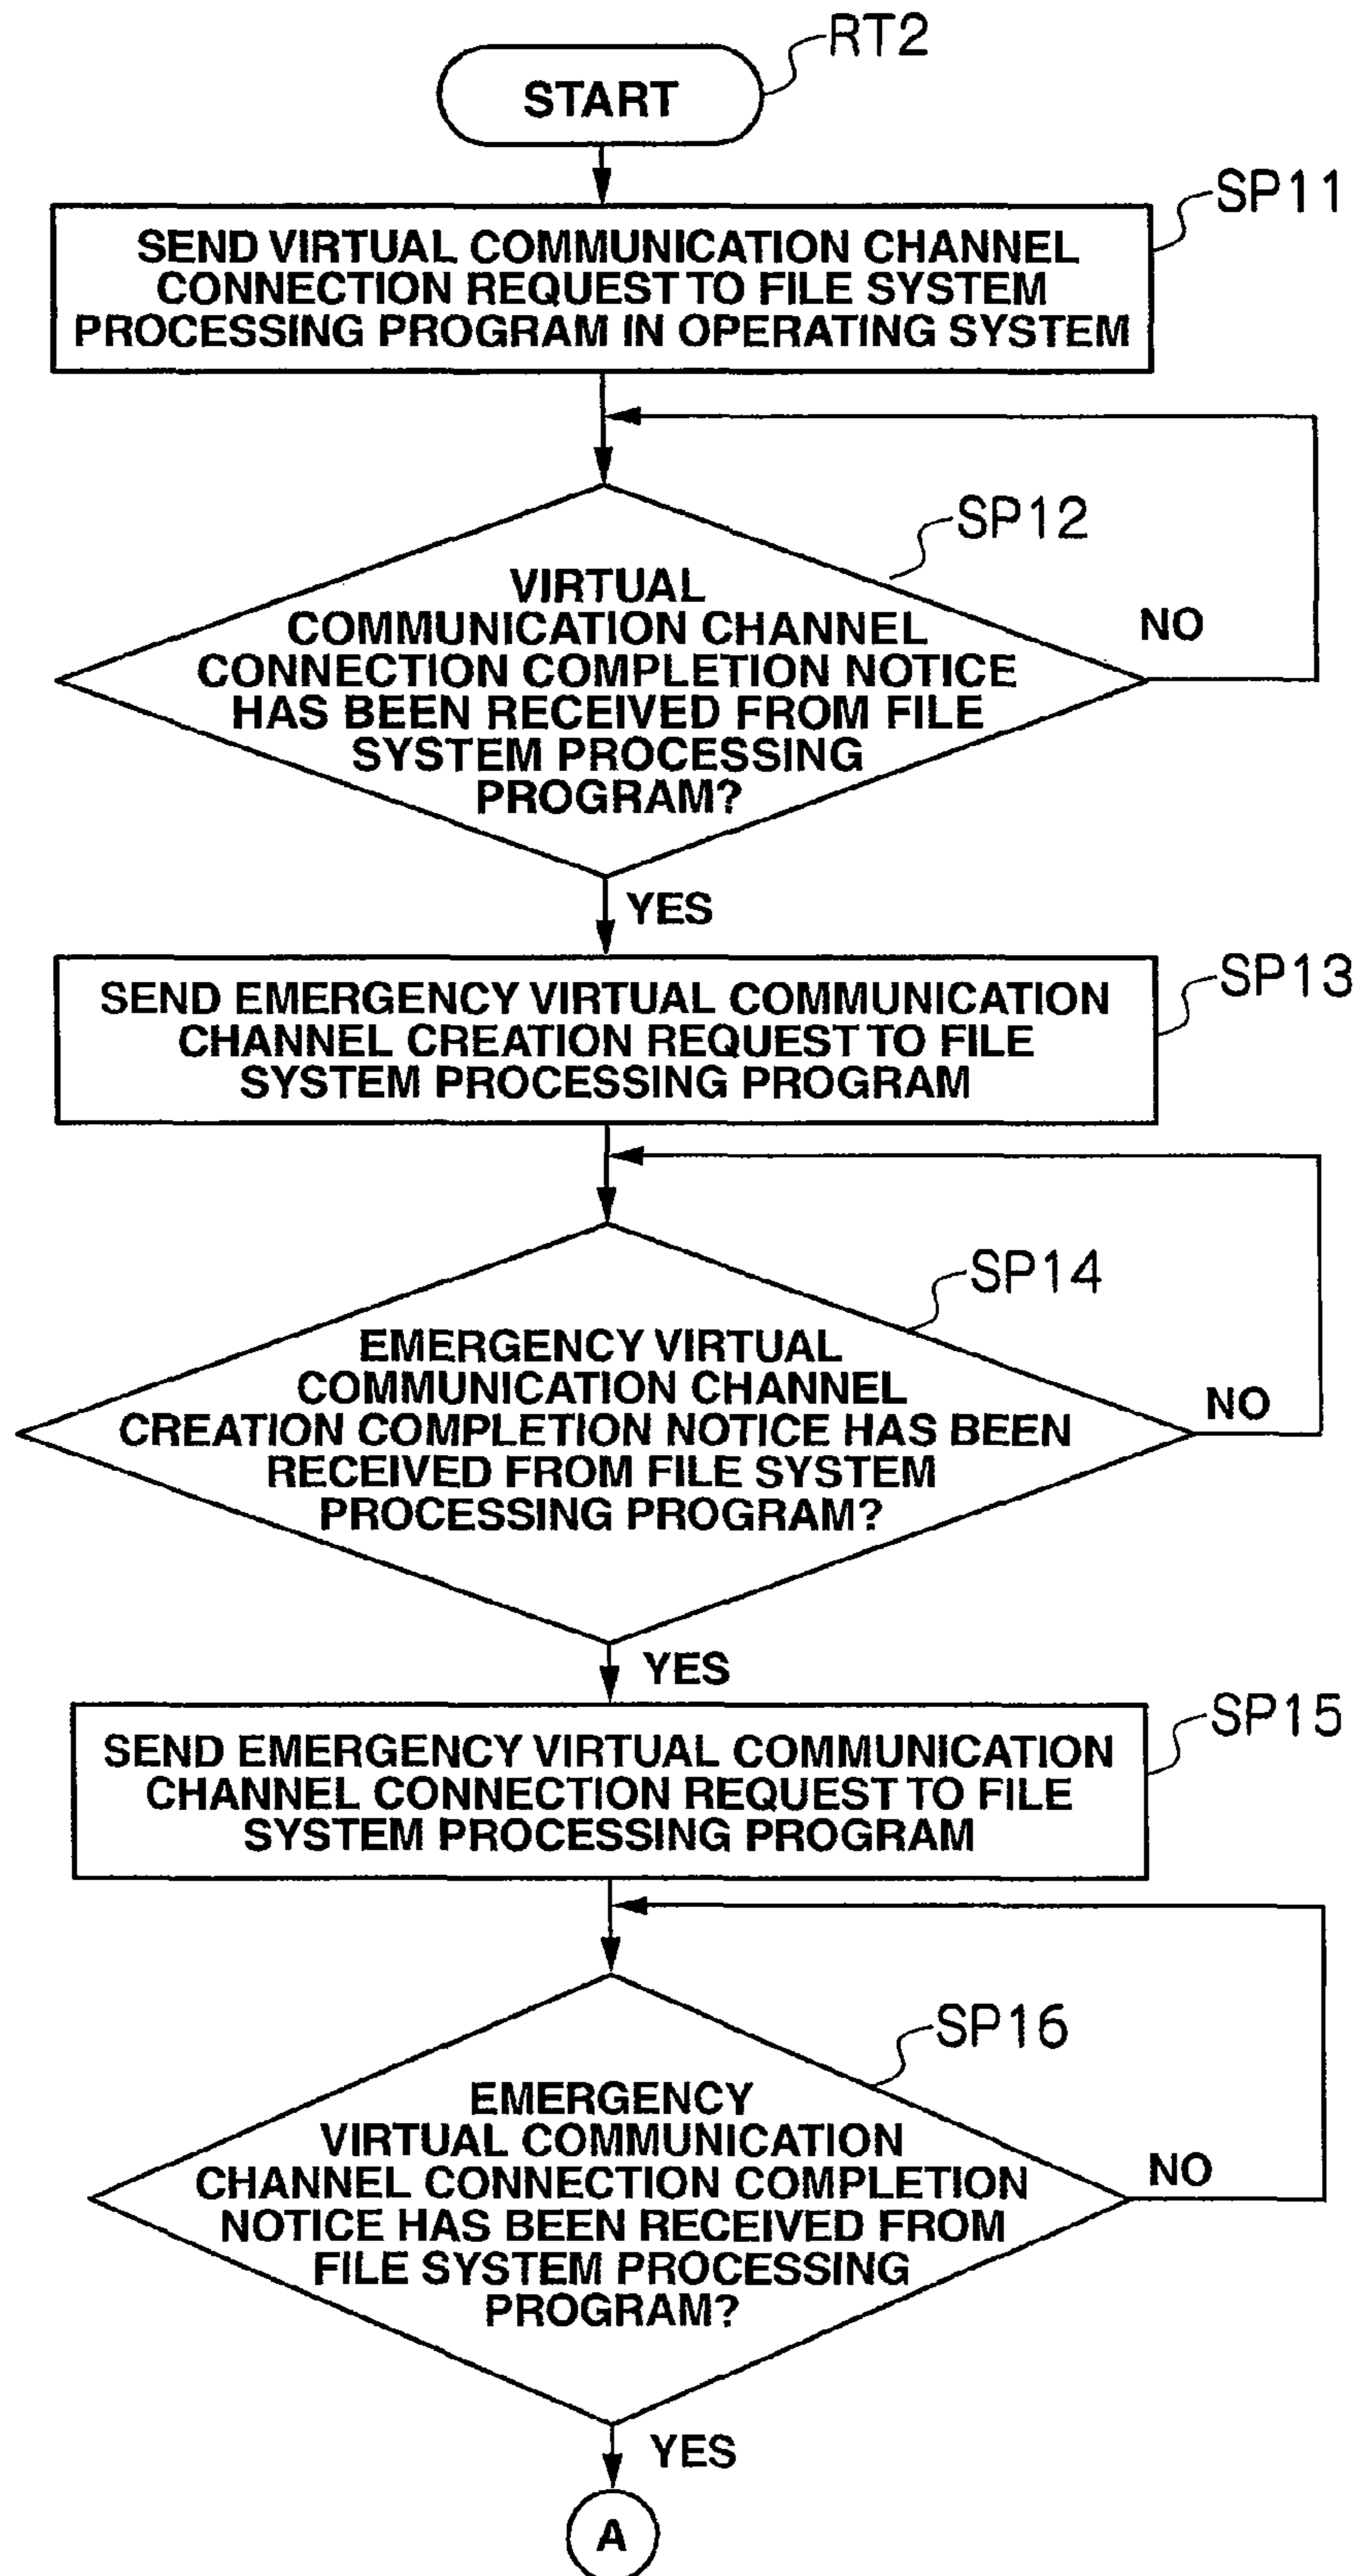 RT2
START
SP11
SEND VIRTUAL COMMUNICATION CHANNEL
CONNECTION REQUEST TO FILE SYSTEM
PROCESSING PROGRAM IN OPERATING SYSTEM
SP12
VIRTUAL
COMMUNICATION CHANNEL
CONNECTION COMPLETION NOTICE
HAS BEEN RECEIVED FROM FILE
SYSTEM PROCESSING
PROGRAM?
NO
YES
SP13
SEND EMERGENCY VIRTUAL COMMUNICATION
CHANNEL CREATION REQUEST TO FILE
SYSTEM PROCESSING PROGRAM
SP14
EMERGENCY VIRTUAL
COMMUNICATION CHANNEL
CREATION COMPLETION NOTICE HAS BEEN
RECEIVED FROM FILE SYSTEM
PROCESSING PROGRAM?
NO
YES
SP15
SEND EMERGENCY VIRTUAL COMMUNICATION
CHANNEL CONNECTION REQUEST TO FILE
SYSTEM PROCESSING PROGRAM
SP16
EMERGENCY
VIRTUAL COMMUNICATION
CHANNEL CONNECTION COMPLETION
NOTICE HAS BEEN RECEIVED FROM
FILE SYSTEM PROCESSING
PROGRAM?
NO
YES
A